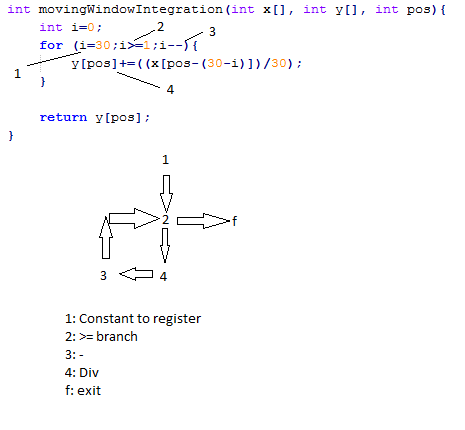 int movingWindowIntegration(int x[], int y[], int pos){
int i=0;
2
3
for (i=30;i>=1;i--){
y[pos]+=((x[pos-(30-i)])/30);
1
}
4
return y[pos];
}
1
2
f
3
4
1: Constant to register
2: >= branch
3: -
4: Div
f: exit